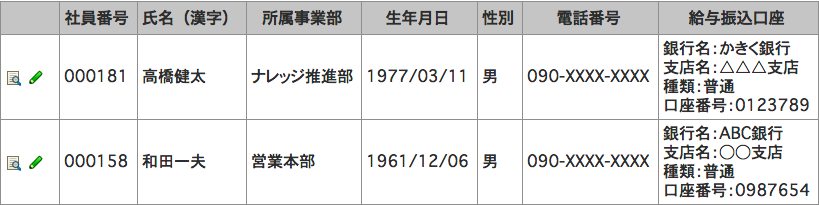 社員番号 氏名（漢字） 所属事業部 生年月日 性別 電話番号 給与振込口座
000181 高橋健太 ナレッジ推進部 1977/03/11 男 090-XXXX-XXXX 銀行名：かきく銀行
支店名：△△△支店
種類：普通
口座番号：0123789
000158 和田一夫 営業本部 1961/12/06 男 090-XXXX-XXXX 銀行名：ABC銀行
支店名：○○支店
種類：普通
口座番号：0987654